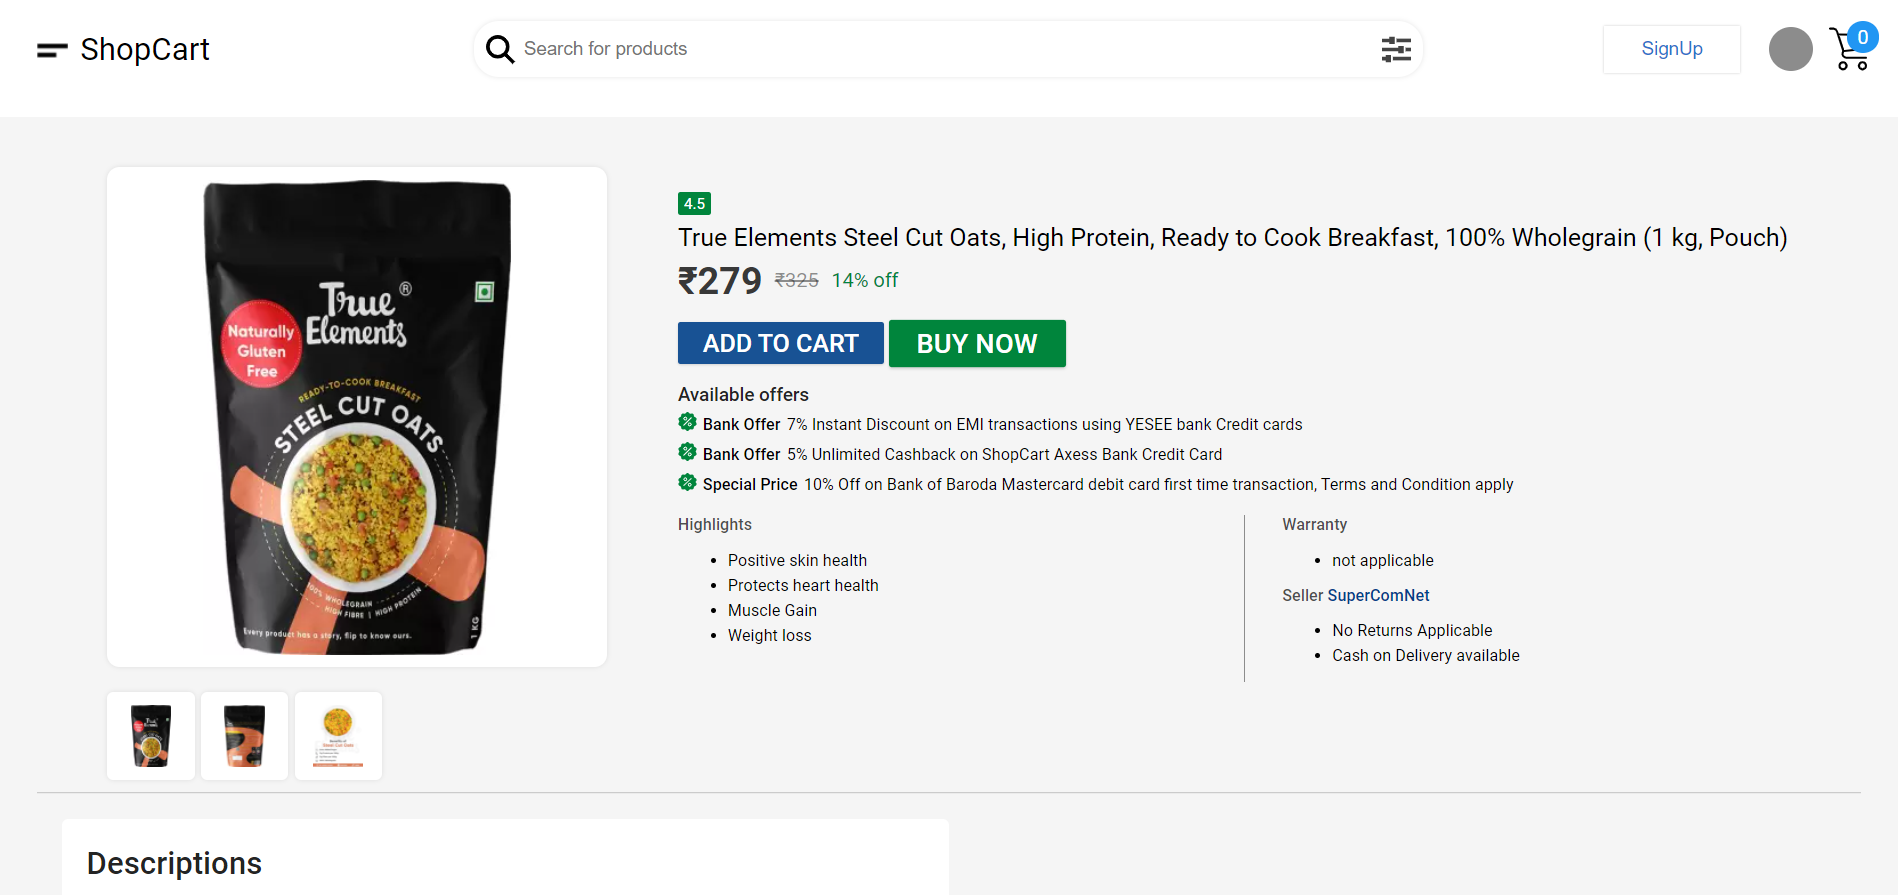 ShopCart
Search for products
SignUp
0
True ®
Elements
Naturally
Gluten
Free
READY-TO-COOK BREAKFAST
STEEL CUT OATS
100% WHOLEGRAIN
HIGH FIBRE | HIGH PROTEIN
Every product has a story, flip to know ours.
1 KG
4.5
True Elements Steel Cut Oats, High Protein, Ready to Cook Breakfast, 100% Wholegrain (1 kg, Pouch)
₹279 ₹325 14% off
ADD TO CART BUY NOW
Available offers
Bank Offer 7% Instant Discount on EMI transactions using YESEE bank Credit cards
Bank Offer 5% Unlimited Cashback on ShopCart Axess Bank Credit Card
Special Price 10% Off on Bank of Baroda Mastercard debit card first time transaction, Terms and Condition apply
Highlights
Positive skin health
Protects heart health
Muscle Gain
Weight loss
Warranty
not applicable
Seller SuperComNet
No Returns Applicable
Cash on Delivery available
True
Elements
Steel Cut Oats
Descriptions